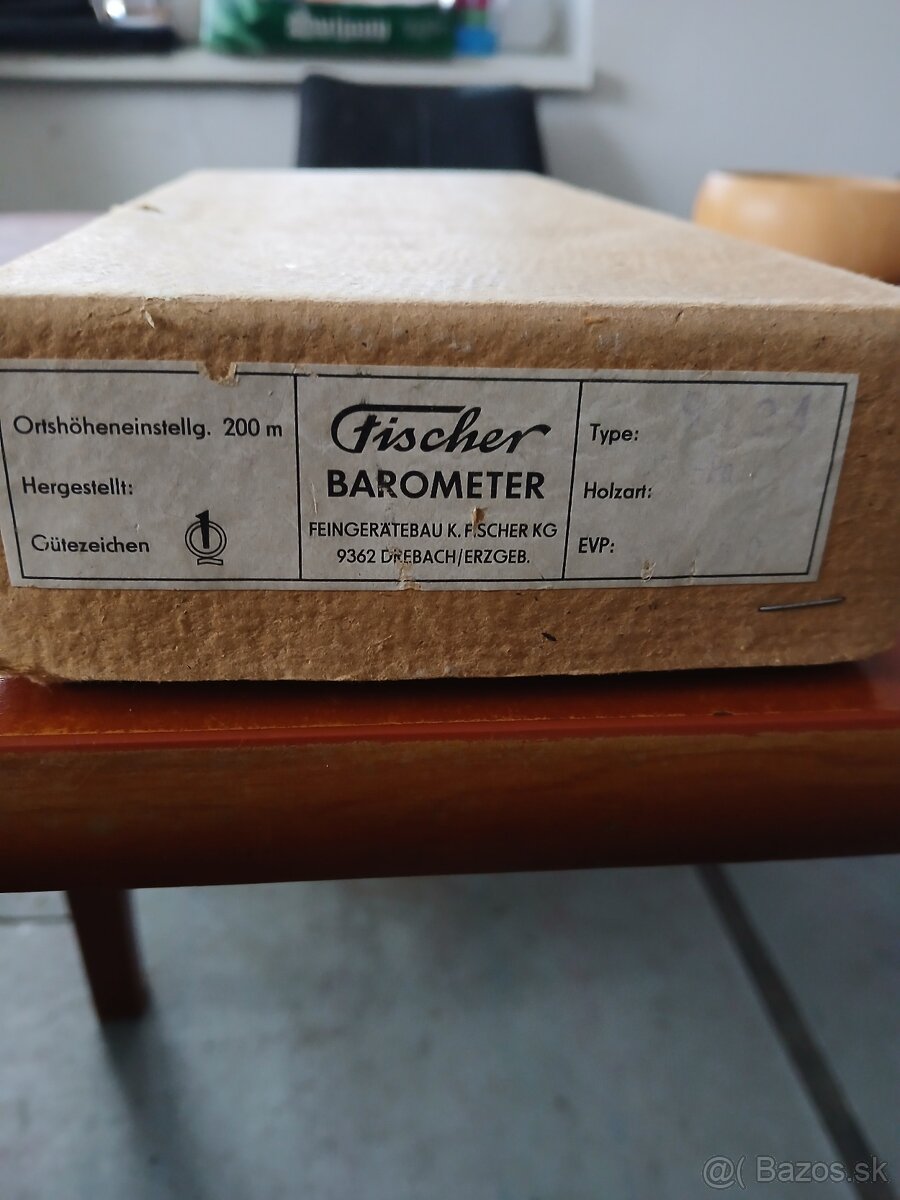 Ortshöheneinstellg. 200 m
Hergestellt:
Gütezeichen 1
Fischer
BAROMETER
FEINGERÄTEBAU K. FISCHER KG
9362 DREBACH/ERZGEB.
Type:
Holzart:
EVP:
@( Bazos.sk